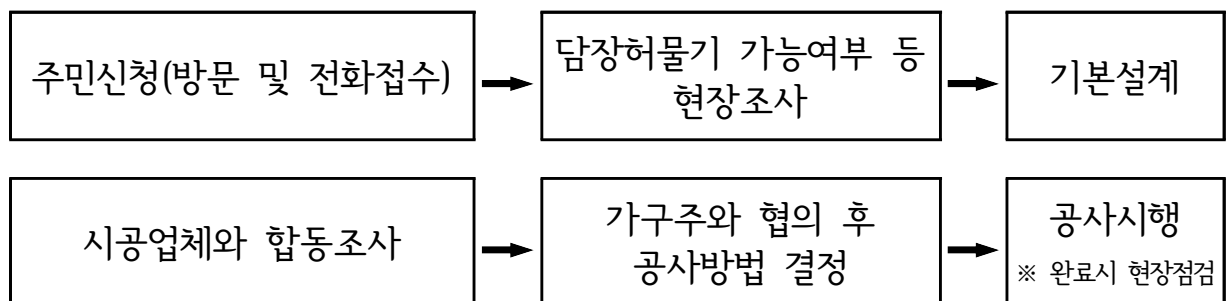 주민신청(방문 및 전화접수)
담장허물기 가능여부 등
현장조사
기본설계
시공업체와 합동조사
가구주와 협의 후
공사방법 결정
공사시행
※ 완료시 현장점검